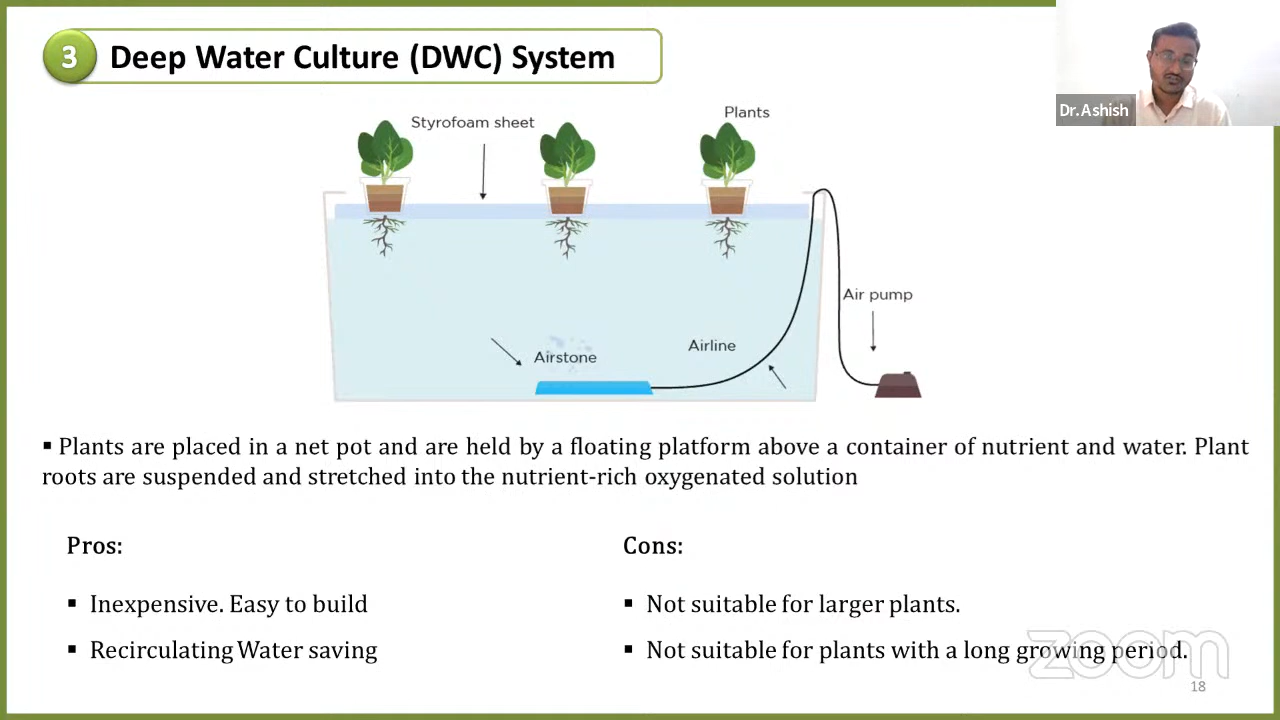 3 Deep Water Culture (DWC) System
Dr.Ashish
Plants
Styrofoam sheet
Air pump
Airline
Airstone
▪ Plants are placed in a net pot and are held by a floating platform above a container of nutrient and water. Plant
roots are suspended and stretched into the nutrient-rich oxygenated solution
Pros:
▪ Inexpensive. Easy to build
▪ Recirculating Water saving
Cons:
▪ Not suitable for larger plants.
▪ Not suitable for plants with a long growing period.
zoom
18